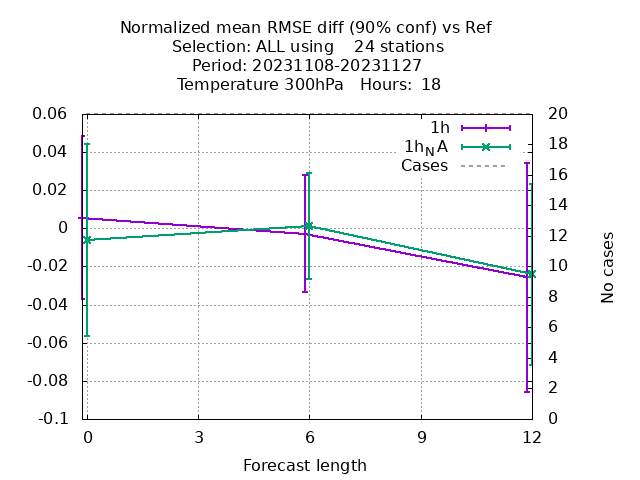 Normalized mean RMSE diff (90% conf) vs Ref
Selection: ALL using    24 stations
Period: 20231108-20231127
Temperature 300hPa   Hours:  18
1h
1hNA
Cases
0.06
0.04
0.02
0
-0.02
-0.04
-0.06
-0.08
-0.1
20
18
16
14
12
10
8
6
4
2
0
No cases
0
3
6
9
12
Forecast length